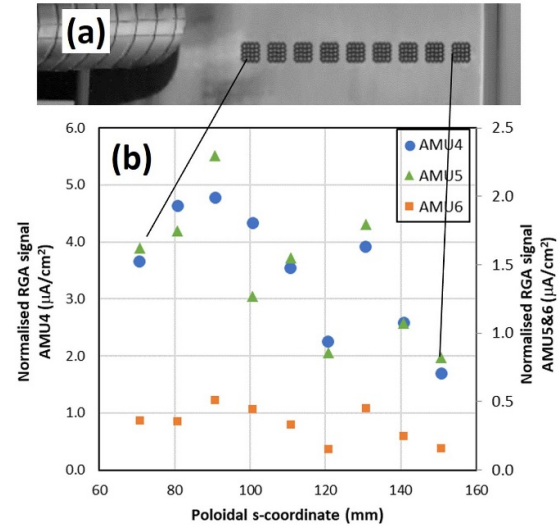 (a)
(b)
AMU4
AMU5
AMU6
Normalised RGA signal
AMU4 (µA/cm²)
6.0
5.0
4.0
3.0
2.0
1.0
0.0
Normalised RGA signal
AMU5&6 (µA/cm²)
2.5
2.0
1.5
1.0
0.5
0.0
60 80 100 120 140 160
Poloidal s-coordinate (mm)